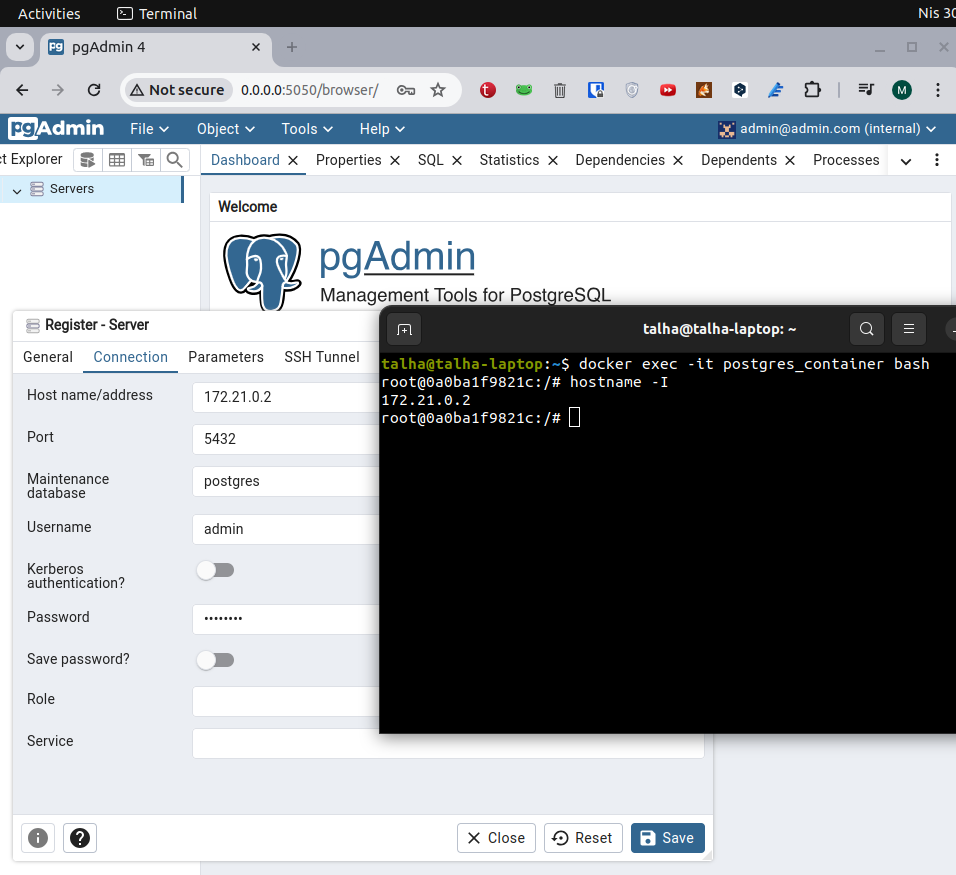 Activities
Terminal
Nis 30
pgAdmin 4
Not secure
0.0.0.0:5050/browser/
M
pgAdmin
File
Object
Tools
Help
admin@admin.com (internal)
ct Explorer
Dashboard
Properties
SQL
Statistics
Dependencies
Dependents
Processes
Servers
Welcome
pgAdmin
Management Tools for PostgreSQL
Register - Server
General
Connection
Parameters
SSH Tunnel
Host name/address
172.21.0.2
Port
5432
Maintenance
database
postgres
Username
admin
Kerberos
authentication?
Password
••••••••
Save password?
Role
Service
Close
Reset
Save
talha@talha-laptop: ~
talha@talha-laptop:~$ docker exec -it postgres_container bash
root@0a0ba1f9821c:/# hostname -I
172.21.0.2
root@0a0ba1f9821c:/#